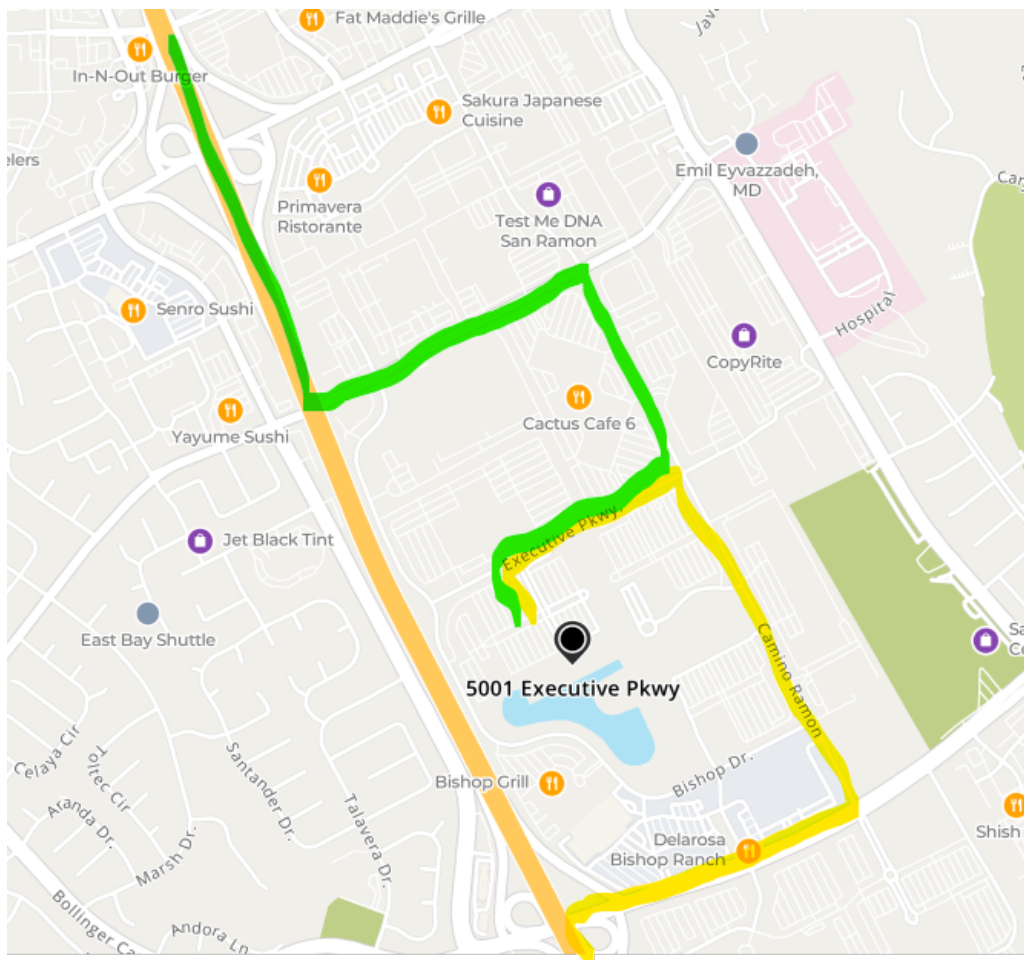 Fat Maddie's Grille
In-N-Out Burger
Sakura Japanese
Cuisine
elers
Emil Eyvazzadeh,
MD
Primavera
Ristorante
Test Me DNA
San Ramon
Hospital
Senro Sushi
CopyRite
Cactus Cafe 6
Yayume Sushi
Executive Pkwy.
Jet Black Tint
East Bay Shuttle
5001 Executive Pkwy
Camino Ramon
Celaya Cir
Toltec Cir
Santander Dr.
Bishop Grill
Bishop Dr.
Aranda Dr.
Talavera Dr.
Marsh Dr.
Delarosa
Bishop Ranch
Shish
Bollinger Ca
Andora Ln